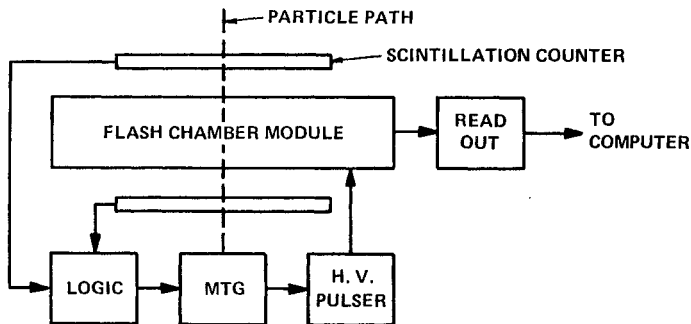 PARTICLE PATH
SCINTILLATION COUNTER
FLASH CHAMBER MODULE
READ
OUT
TO
COMPUTER
LOGIC
MTG
H. V.
PULSER